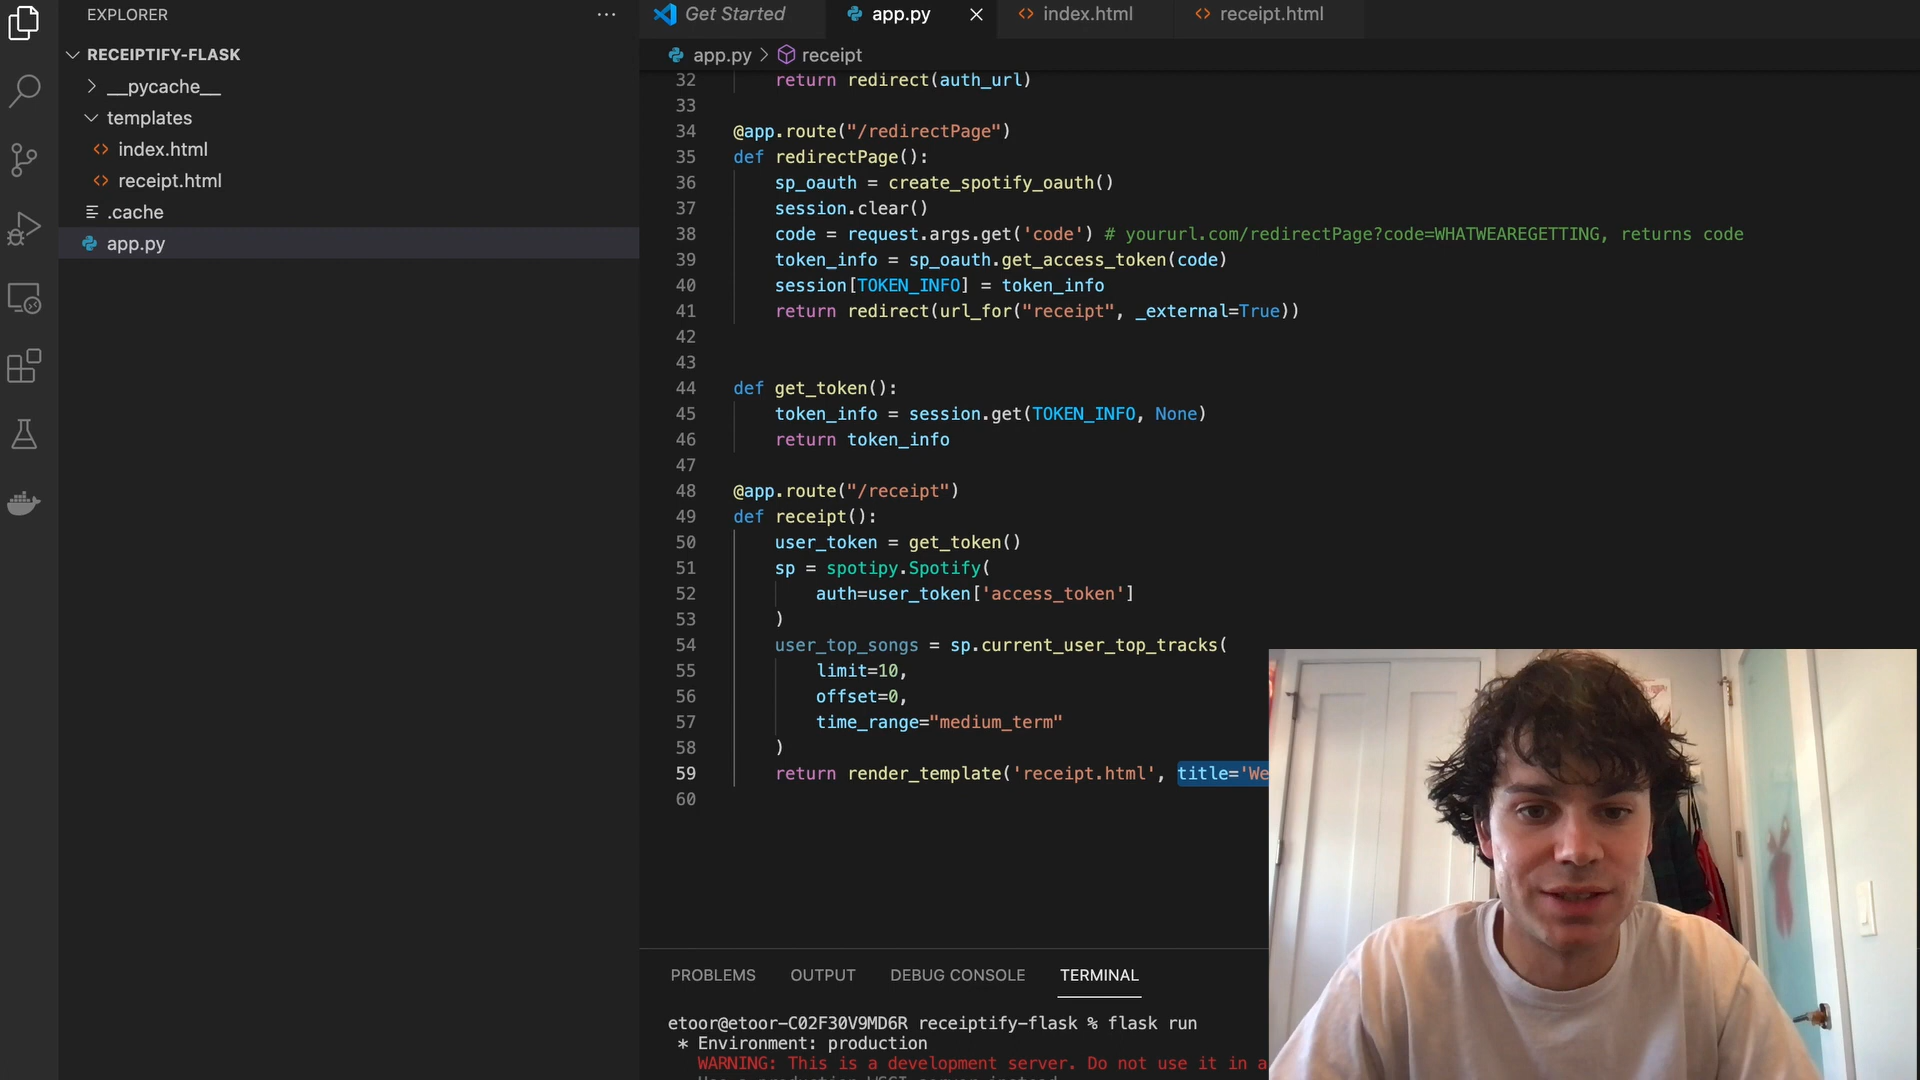 EXPLORER
RECEIPTIFY-FLASK
__pycache__
templates
index.html
receipt.html
.cache
app.py
Get Started
app.py
index.html
receipt.html
app.py > receipt
32 return redirect(auth_url)
33
34 @app.route("/redirectPage")
35 def redirectPage():
36 sp_oauth = create_spotify_oauth()
37 session.clear()
38 code = request.args.get('code') # yoururl.com/redirectPage?code=WHATWEAREGETTING, returns code
39 token_info = sp_oauth.get_access_token(code)
40 session[TOKEN_INFO] = token_info
41 return redirect(url_for("receipt", _external=True))
42
43
44 def get_token():
45 token_info = session.get(TOKEN_INFO, None)
46 return token_info
47
48 @app.route("/receipt")
49 def receipt():
50 user_token = get_token()
51 sp = spotipy.Spotify(
52 auth=user_token['access_token']
53 )
54 user_top_songs = sp.current_user_top_tracks(
55 limit=10,
56 offset=0,
57 time_range="medium_term"
58 )
59 return render_template('receipt.html', title='We
60
PROBLEMS OUTPUT DEBUG CONSOLE TERMINAL
etoor@etoor-C02F30V9MD6R receiptify-flask % flask run
* Environment: production
WARNING: This is a development server. Do not use it in a